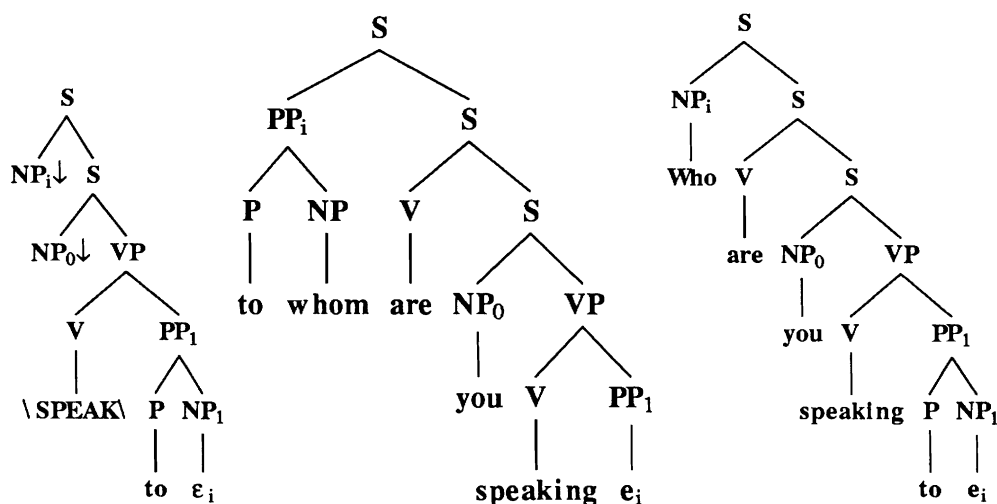 S
NPᵢ↓ S
NP₀↓ VP
V PP₁
\SPEAK\ P NP₁
to εᵢ
S
PPᵢ S
P NP V S
to whom are NP₀ VP
you V PP₁
speaking eᵢ
S
NPᵢ S
Who V S
are NP₀ VP
you V PP₁
speaking P NP₁
to eᵢ